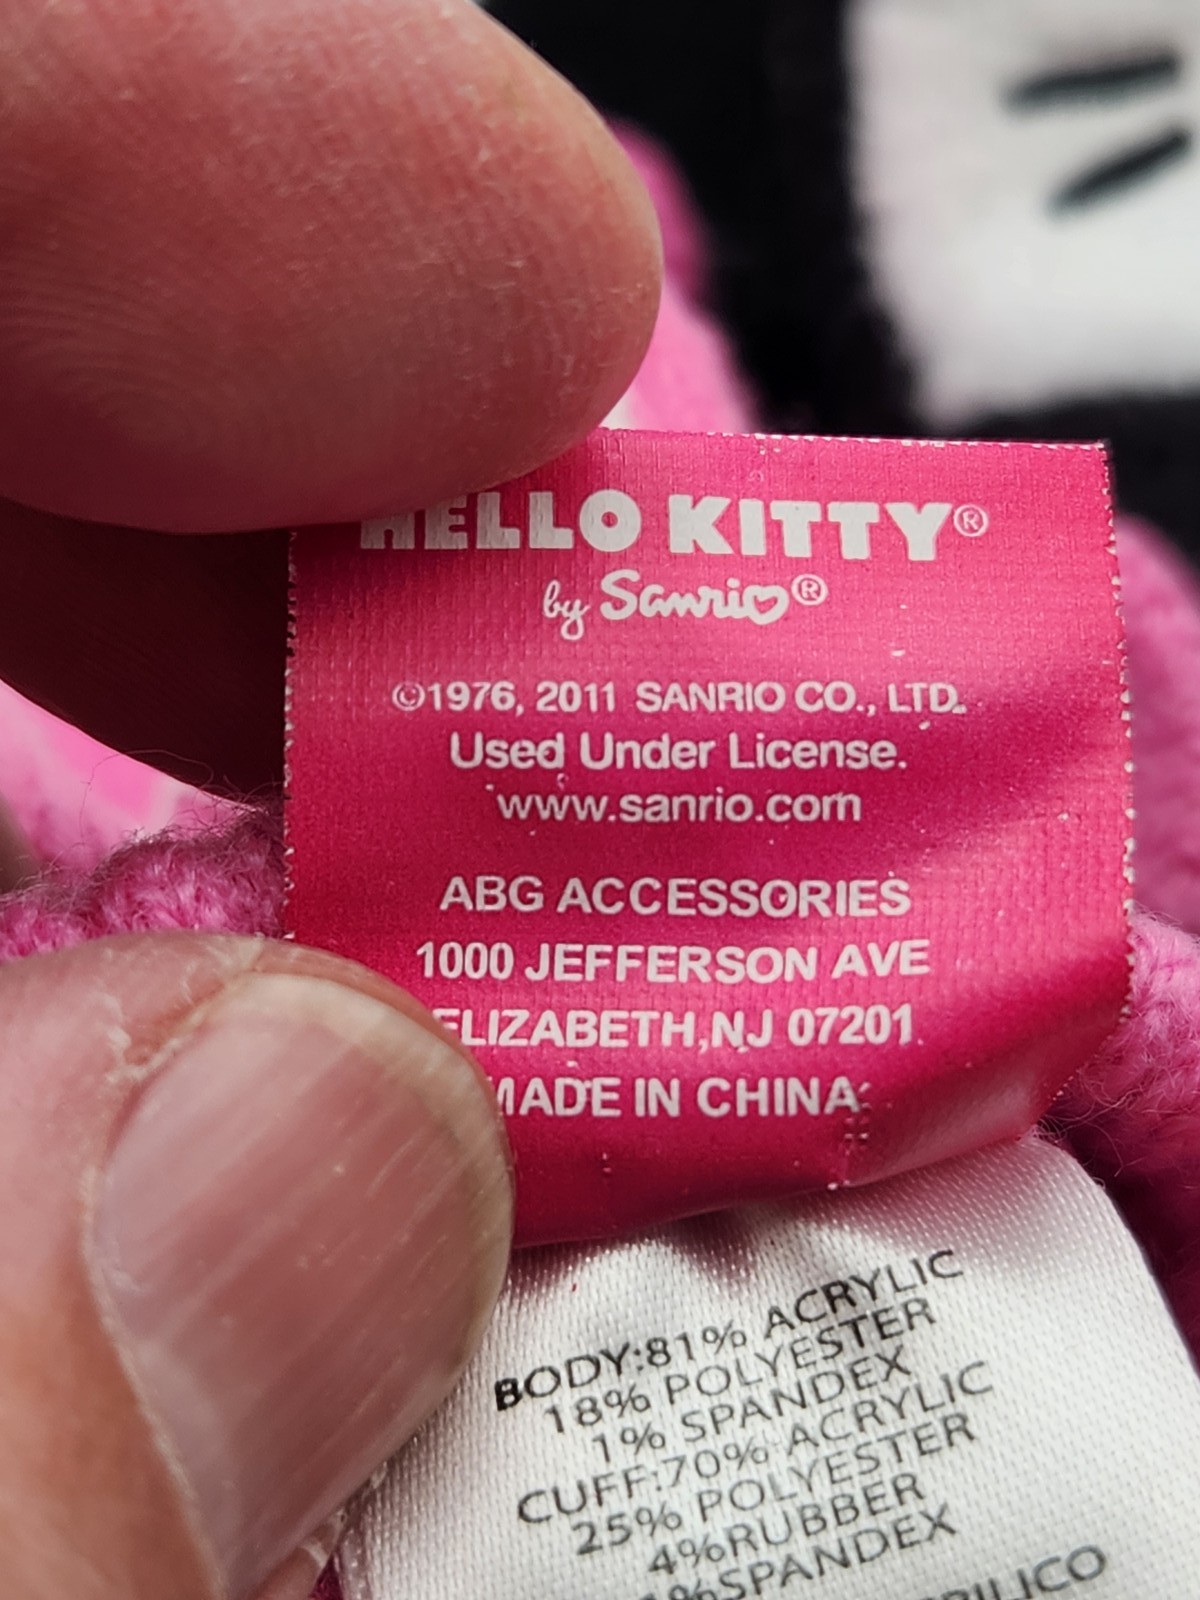 HELLO KITTY®
by Sanrio®
©1976, 2011 SANRIO CO., LTD.
Used Under License.
www.sanrio.com
ABG ACCESSORIES
1000 JEFFERSON AVE
ELIZABETH,NJ 07201
MADE IN CHINA
BODY:81% ACRYLIC
18% POLYESTER
1% SPANDEX
CUFF:70% ACRYLIC
25% POLYESTER
4%RUBBER
1%SPANDEX